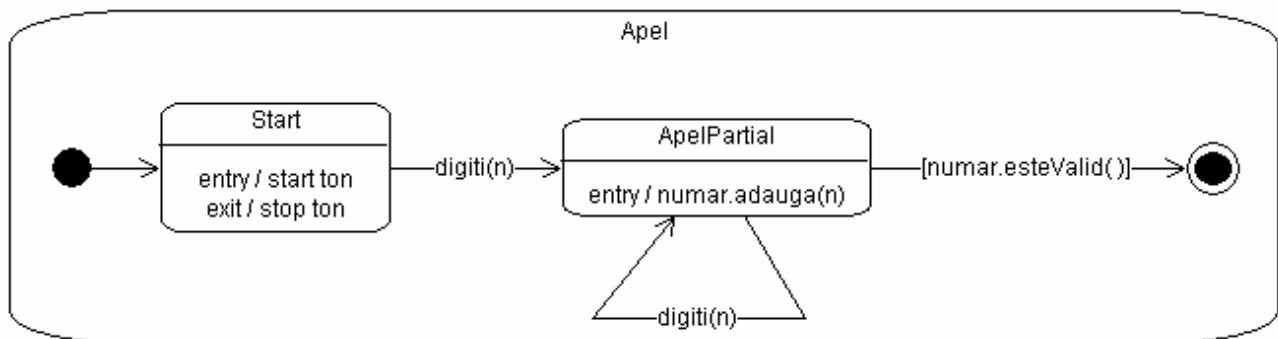 Apel
Start
entry / start ton
exit / stop ton
digiti(n)
ApelPartial
entry / numar.adauga(n)
digiti(n)
[numar.esteValid( )]